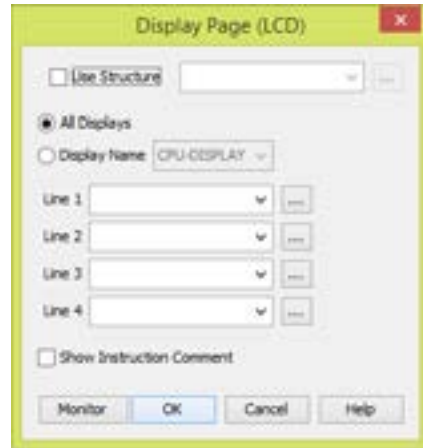 Display Page (LCD)
Use Structure
...
All Displays
Display Name CPU-DISPLAY
Line 1 ...
Line 2 ...
Line 3 ...
Line 4 ...
Show Instruction Comment
Monitor OK Cancel Help